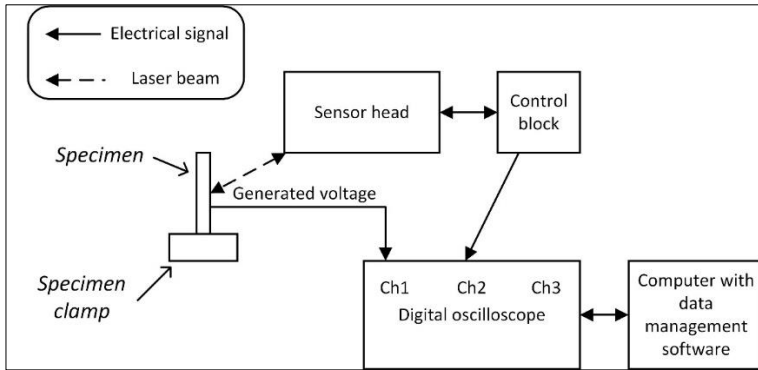 Electrical signal
Laser beam
Sensor head
Control
block
Specimen
Generated voltage
Specimen
clamp
Ch1 Ch2 Ch3
Digital oscilloscope
Computer with
data
management
software